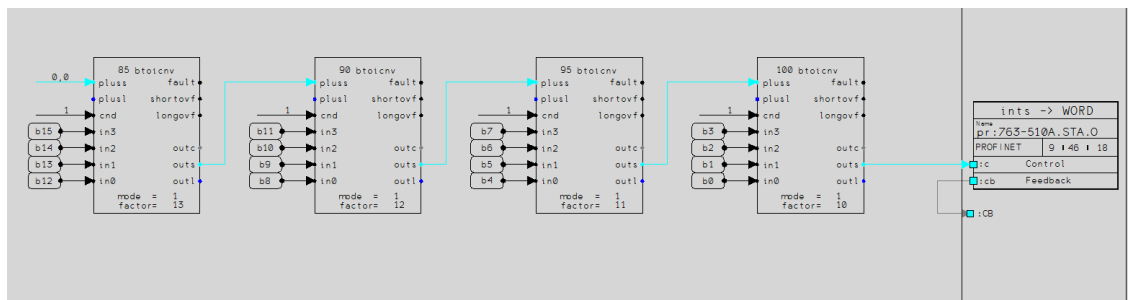 85 btoicnv
0,0
pluss
fault
plusl
shortovf
1
cnd
longovf
b15
in3
b14
in2
outc
b13
in1
outs
b12
in0
outl
mode = 1
factor= 13
90 btoicnv
pluss
fault
plusl
shortovf
1
cnd
longovf
b11
in3
b10
in2
outc
b9
in1
outs
b8
in0
outl
mode = 1
factor= 12
95 btoicnv
pluss
fault
plusl
shortovf
1
cnd
longovf
b7
in3
b6
in2
outc
b5
in1
outs
b4
in0
outl
mode = 1
factor= 11
100 btoicnv
pluss
fault
plusl
shortovf
1
cnd
longovf
b3
in3
b2
in2
outc
b1
in1
outs
b0
in0
outl
mode = 1
factor= 10
ints -> WORD
Name
pr:763-510A.STA.O
PROFINET 9 46 18
:c Control
:cb Feedback
:CB